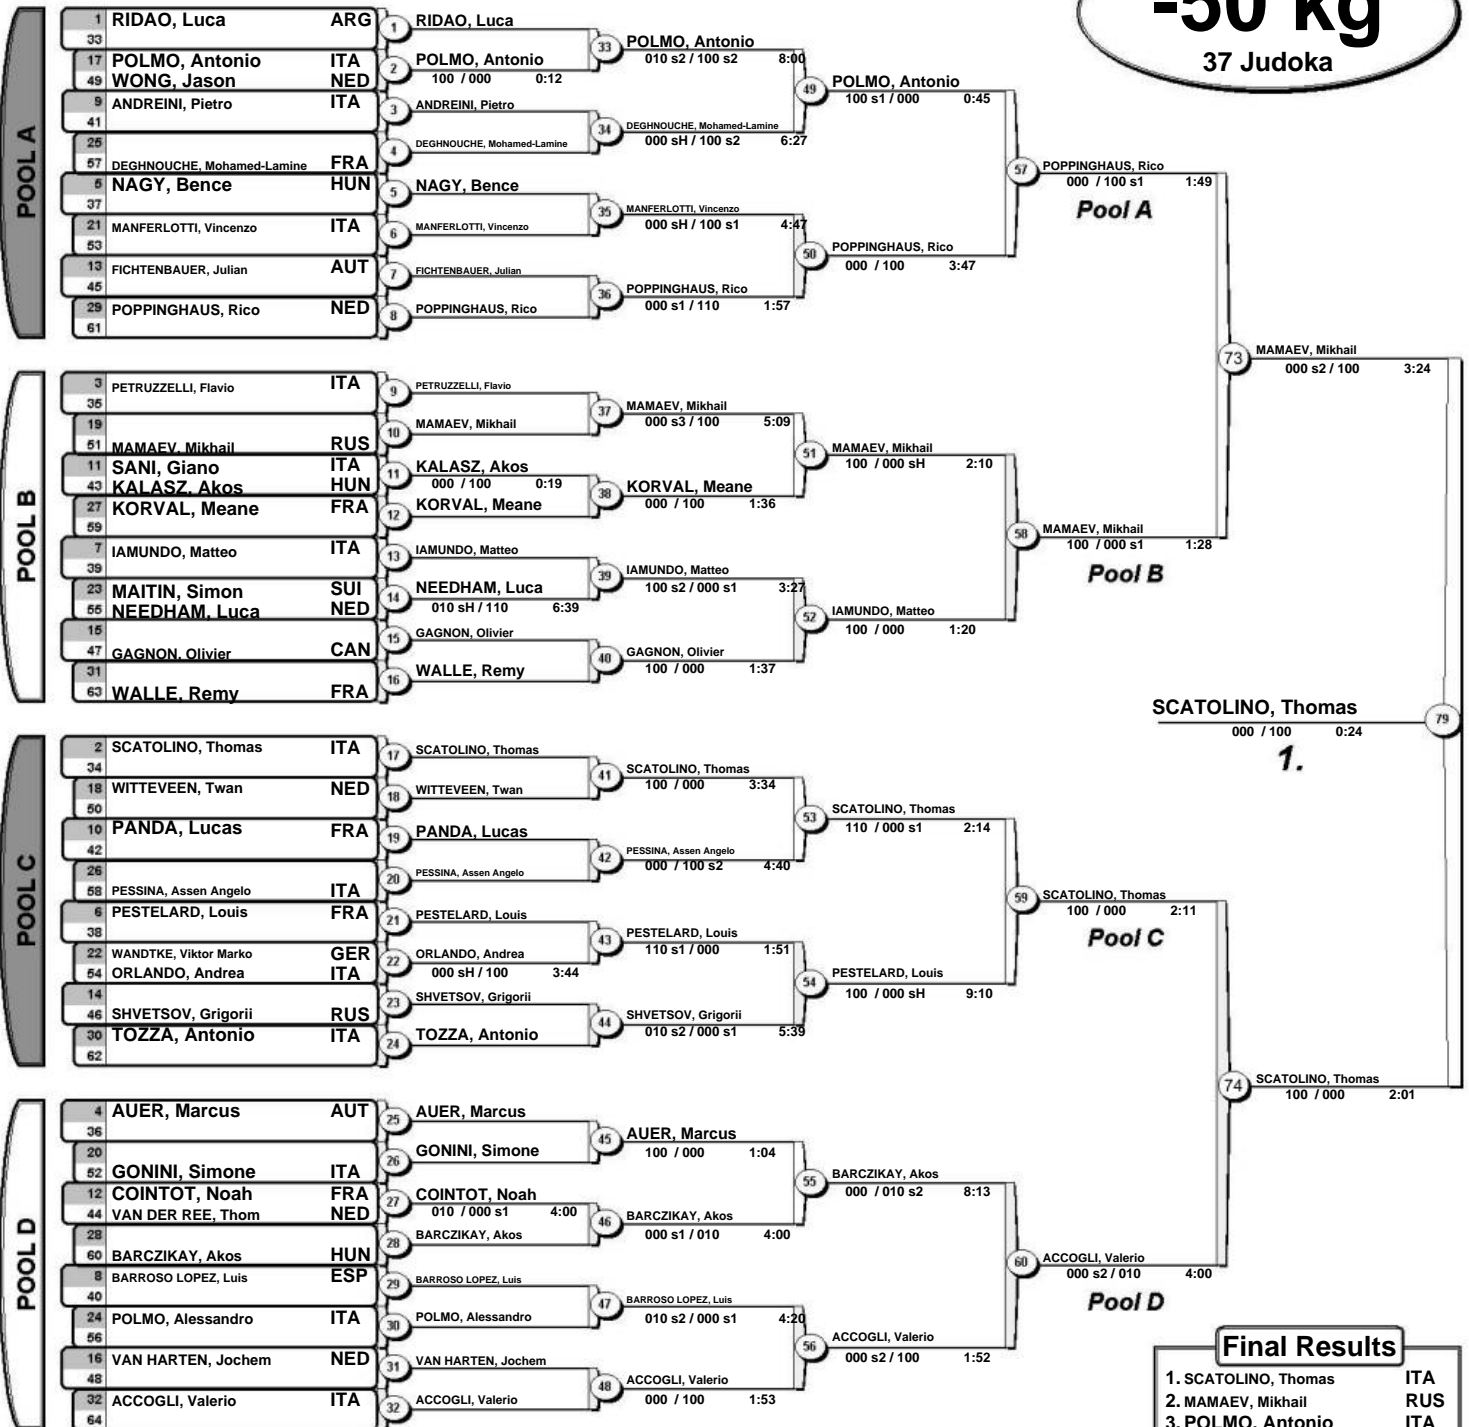 -50 kg
37 Judoka
POOL A
1 RIDAO, Luca ARG
33
17 POLMO, Antonio ITA
49 WONG, Jason NED
9 ANDREINI, Pietro ITA
41
25
57 DEGHNOUCHE, Mohamed-Lamine FRA
5 NAGY, Bence HUN
37
21 MANFERLOTTI, Vincenzo ITA
53
13 FICHTENBAUER, Julian AUT
45
29 POPPINGHAUS, Rico NED
61
1 RIDAO, Luca
2 POLMO, Antonio
100 / 000 0:12
3 ANDREINI, Pietro
4 DEGHNOUCHE, Mohamed-Lamine
5 NAGY, Bence
6 MANFERLOTTI, Vincenzo
7 FICHTENBAUER, Julian
8 POPPINGHAUS, Rico
33 POLMO, Antonio
010 s2 / 100 s2 8:00
34 DEGHNOUCHE, Mohamed-Lamine
000 sH / 100 s2 6:27
35 MANFERLOTTI, Vincenzo
000 sH / 100 s1 4:47
36 POPPINGHAUS, Rico
000 s1 / 110 1:57
49 POLMO, Antonio
100 s1 / 000 0:45
50 POPPINGHAUS, Rico
000 / 100 3:47
57 POPPINGHAUS, Rico
000 / 100 s1 1:49
Pool A
POOL B
3 PETRUZZELLI, Flavio ITA
35
19
51 MAMAEV, Mikhail RUS
11 SANI, Giano ITA
43 KALASZ, Akos HUN
27 KORVAL, Meane FRA
59
7 IAMUNDO, Matteo ITA
39
23 MAITIN, Simon SUI
55 NEEDHAM, Luca NED
15
47 GAGNON, Olivier CAN
31
63 WALLE, Remy FRA
9 PETRUZZELLI, Flavio
10 MAMAEV, Mikhail
11 KALASZ, Akos
000 / 100 0:19
12 KORVAL, Meane
13 IAMUNDO, Matteo
14 NEEDHAM, Luca
010 sH / 110 6:39
15 GAGNON, Olivier
16 WALLE, Remy
37 MAMAEV, Mikhail
000 s3 / 100 5:09
38 KORVAL, Meane
000 / 100 1:36
39 IAMUNDO, Matteo
100 s2 / 000 s1 3:27
40 GAGNON, Olivier
100 / 000 1:37
51 MAMAEV, Mikhail
100 / 000 sH 2:10
52 IAMUNDO, Matteo
100 / 000 1:20
58 MAMAEV, Mikhail
100 / 000 s1 1:28
Pool B
73 MAMAEV, Mikhail
000 s2 / 100 3:24
SCATOLINO, Thomas 79
000 / 100 0:24
1.
POOL C
2 SCATOLINO, Thomas ITA
34
18 WITTEVEEN, Twan NED
50
10 PANDA, Lucas FRA
42
26
58 PESSINA, Assen Angelo ITA
6 PESTELARD, Louis FRA
38
22 WANDTKE, Viktor Marko GER
54 ORLANDO, Andrea ITA
14
46 SHVETSOV, Grigorii RUS
30 TOZZA, Antonio ITA
62
17 SCATOLINO, Thomas
18 WITTEVEEN, Twan
19 PANDA, Lucas
20 PESSINA, Assen Angelo
21 PESTELARD, Louis
22 ORLANDO, Andrea
000 sH / 100 3:44
23 SHVETSOV, Grigorii
24 TOZZA, Antonio
41 SCATOLINO, Thomas
100 / 000 3:34
42 PESSINA, Assen Angelo
000 / 100 s2 4:40
43 PESTELARD, Louis
110 s1 / 000 1:51
44 SHVETSOV, Grigorii
010 s2 / 000 s1 5:39
53 SCATOLINO, Thomas
110 / 000 s1 2:14
54 PESTELARD, Louis
100 / 000 sH 9:10
59 SCATOLINO, Thomas
100 / 000 2:11
Pool C
74 SCATOLINO, Thomas
100 / 000 2:01
POOL D
4 AUER, Marcus AUT
36
20
52 GONINI, Simone ITA
12 COINTOT, Noah FRA
44 VAN DER REE, Thom NED
28
60 BARCZIKAY, Akos HUN
8 BARROSO LOPEZ, Luis ESP
40
24 POLMO, Alessandro ITA
56
16 VAN HARTEN, Jochem NED
48
32 ACCOGLI, Valerio ITA
64
25 AUER, Marcus
26 GONINI, Simone
27 COINTOT, Noah
010 / 000 s1 4:00
28 BARCZIKAY, Akos
29 BARROSO LOPEZ, Luis
30 POLMO, Alessandro
31 VAN HARTEN, Jochem
32 ACCOGLI, Valerio
45 AUER, Marcus
100 / 000 1:04
46 BARCZIKAY, Akos
000 s1 / 010 4:00
47 BARROSO LOPEZ, Luis
010 s2 / 000 s1 4:20
48 ACCOGLI, Valerio
000 / 100 1:53
55 BARCZIKAY, Akos
000 / 010 s2 8:13
56 ACCOGLI, Valerio
000 s2 / 100 1:52
60 ACCOGLI, Valerio
000 s2 / 010 4:00
Pool D
Final Results
1. SCATOLINO, Thomas ITA
2. MAMAEV, Mikhail RUS
3. POLMO, Antonio ITA